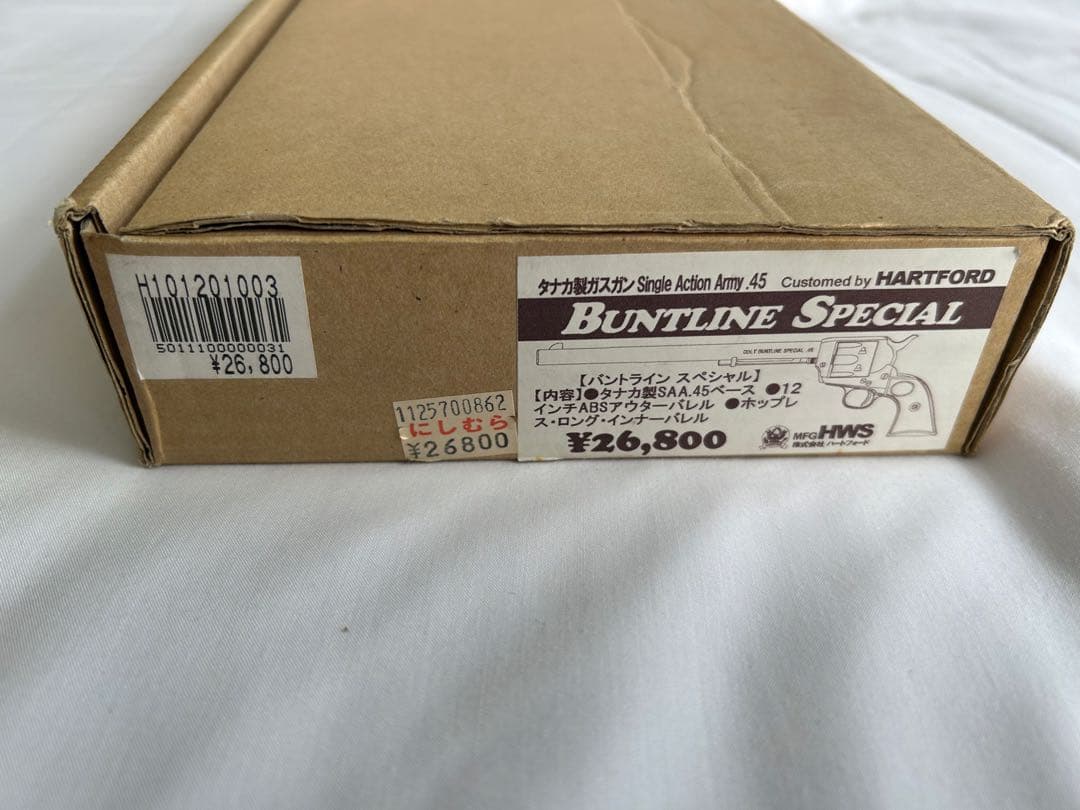 H101201003
5011100000031
¥26,800
1125700862
にしむら
¥26800
タナカ製ガスガン Single Action Army .45 Customed by HARTFORD
BUNTLINE SPECIAL
COLT BUNTLINE SPECIAL .45
【バントライン スペシャル】
【内容】●タナカ製SAA.45ベース ●12
インチABSアウターバレル ●ホップレ
ス・ロング・インナーバレル
¥26,800
MFG HWS
株式会社 ハートフォード